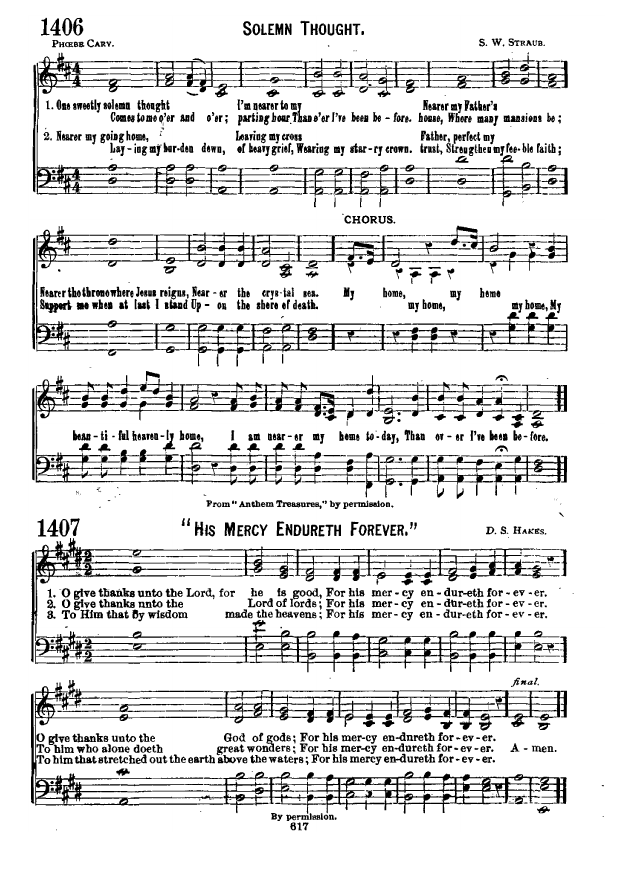 1406
SOLEMN THOUGHT.
PHŒBE CARY.
S. W. STRAUB.
1. One sweetly solemn thought I'm nearer to my Nearer my Father's
Comes to me o'er and o'er; parting hour, Than o'er I've been be-fore. house, Where many mansions be;
2. Nearer my going home, Leaving my cross Father, perfect my
Lay-ing my bur-den down, of heavy grief, Wearing my star-ry crown. trust, Strengthen my fee-ble faith;
CHORUS.
Nearer the throne where Jesus reigns, Near-er the crys-tal sea. My home, my home
Support me when at last I stand Up-on the shore of death. my home, my home, My
beau-ti-ful heaven-ly home, I am near-er my home to-day, Than ev-er I've been be-fore.
From "Anthem Treasures," by permission.
1407
"HIS MERCY ENDURETH FOREVER."
D. S. HAKES.
1. O give thanks unto the Lord, for he is good, For his mer-cy en-dureth for-ev-er.
2. O give thanks unto the Lord of lords; For his mer-cy en-dureth for-ev-er.
3. To Him that by wisdom made the heavens; For his mer-cy en-dureth for-ev-er.
final.
O give thanks unto the God of gods; For his mer-cy en-dureth for-ev-er.
To him who alone doeth great wonders; For his mer-cy en-dureth for-ev-er. A-men.
To him that stretched out the earth above the waters; For his mercy endureth for-ev-er.
By permission.
617